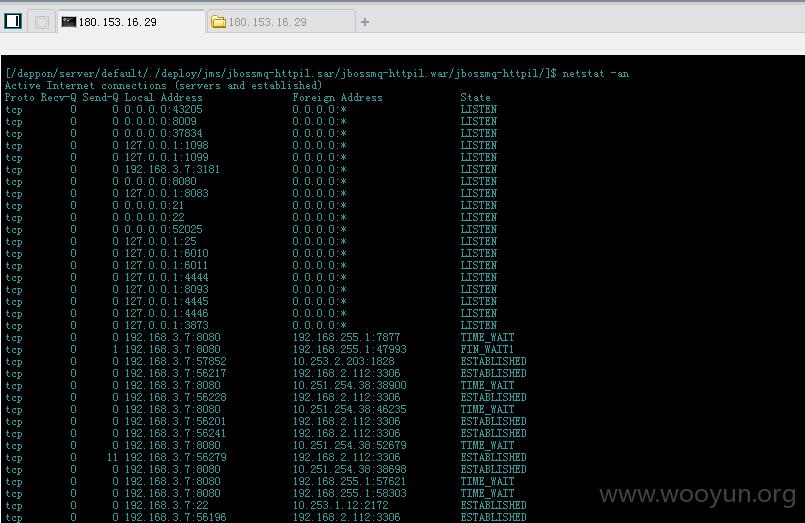 180.153.16.29
180.153.16.29
+
[/deppon/server/default/./deploy/jms/jbossmq-httpil.sar/jbossmq-httpil.war/jbossmq-httpil/]$ netstat -an
Active Internet connections (servers and established)
Proto Recv-Q Send-Q Local Address Foreign Address State
tcp 0 0 0.0.0.0:43205 0.0.0.0:* LISTEN
tcp 0 0 0.0.0.0:8009 0.0.0.0:* LISTEN
tcp 0 0 0.0.0.0:37834 0.0.0.0:* LISTEN
tcp 0 0 127.0.0.1:1098 0.0.0.0:* LISTEN
tcp 0 0 127.0.0.1:1099 0.0.0.0:* LISTEN
tcp 0 0 192.168.3.7:3181 0.0.0.0:* LISTEN
tcp 0 0 0.0.0.0:8080 0.0.0.0:* LISTEN
tcp 0 0 127.0.0.1:8083 0.0.0.0:* LISTEN
tcp 0 0 0.0.0.0:21 0.0.0.0:* LISTEN
tcp 0 0 0.0.0.0:22 0.0.0.0:* LISTEN
tcp 0 0 0.0.0.0:52025 0.0.0.0:* LISTEN
tcp 0 0 127.0.0.1:25 0.0.0.0:* LISTEN
tcp 0 0 127.0.0.1:6010 0.0.0.0:* LISTEN
tcp 0 0 127.0.0.1:6011 0.0.0.0:* LISTEN
tcp 0 0 127.0.0.1:4444 0.0.0.0:* LISTEN
tcp 0 0 127.0.0.1:8093 0.0.0.0:* LISTEN
tcp 0 0 127.0.0.1:4445 0.0.0.0:* LISTEN
tcp 0 0 127.0.0.1:4446 0.0.0.0:* LISTEN
tcp 0 0 127.0.0.1:3873 0.0.0.0:* LISTEN
tcp 0 0 192.168.3.7:8080 192.168.255.1:7877 TIME_WAIT
tcp 0 1 192.168.3.7:8080 192.168.255.1:47993 FIN_WAIT1
tcp 0 0 192.168.3.7:57852 10.253.2.203:1828 ESTABLISHED
tcp 0 0 192.168.3.7:56217 192.168.2.112:3306 ESTABLISHED
tcp 0 0 192.168.3.7:8080 10.251.254.38:38900 TIME_WAIT
tcp 0 0 192.168.3.7:56228 192.168.2.112:3306 ESTABLISHED
tcp 0 0 192.168.3.7:8080 10.251.254.38:46235 TIME_WAIT
tcp 0 0 192.168.3.7:56201 192.168.2.112:3306 ESTABLISHED
tcp 0 0 192.168.3.7:56241 192.168.2.112:3306 ESTABLISHED
tcp 0 0 192.168.3.7:8080 10.251.254.38:52679 TIME_WAIT
tcp 0 11 192.168.3.7:56279 192.168.2.112:3306 ESTABLISHED
tcp 0 0 192.168.3.7:8080 10.251.254.38:38698 ESTABLISHED
tcp 0 0 192.168.3.7:8080 192.168.255.1:57621 TIME_WAIT
tcp 0 0 192.168.3.7:8080 192.168.255.1:58303 TIME_WAIT
tcp 0 0 192.168.3.7:22 10.253.1.12:2172 ESTABLISHED
tcp 0 0 192.168.3.7:56196 192.168.2.112:3306 ESTABLISHED
www.wooyun.org